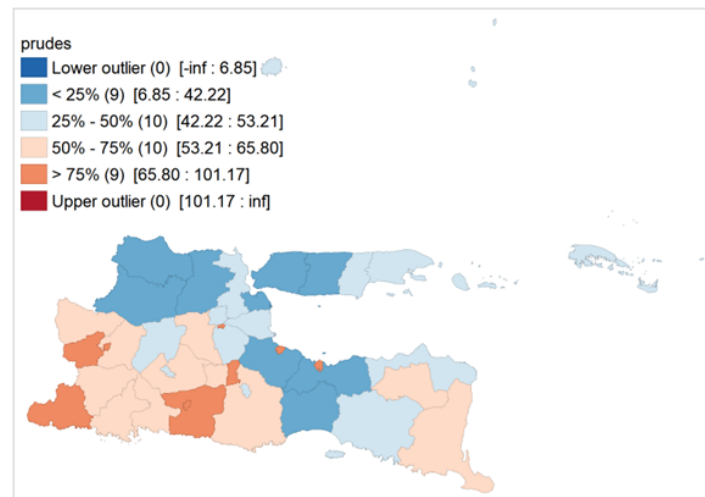 prudes
Lower outlier (0) [-inf : 6.85]
< 25% (9) [6.85 : 42.22]
25% - 50% (10) [42.22 : 53.21]
50% - 75% (10) [53.21 : 65.80]
> 75% (9) [65.80 : 101.17]
Upper outlier (0) [101.17 : inf]